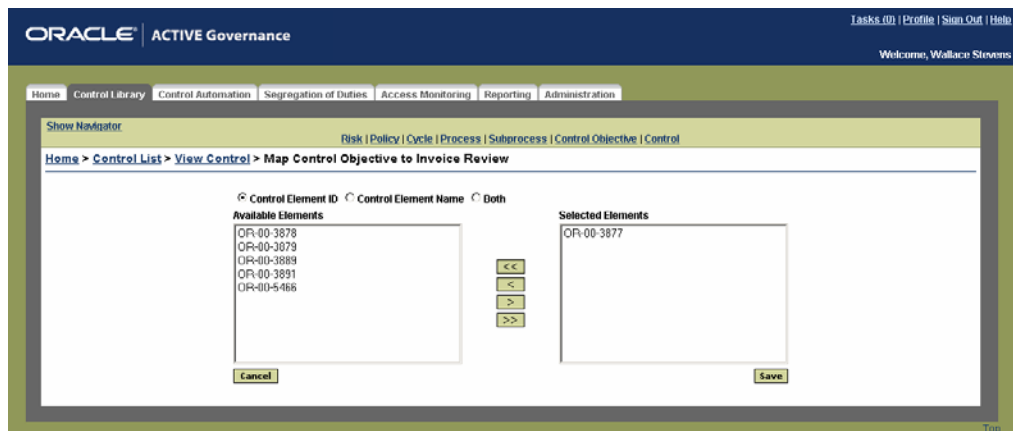 Tasks (0) | Profile | Sign Out | Help
ORACLE | ACTIVE Governance
Welcome, Wallace Stevens
Home Control Library Control Automation Segregation of Duties Access Monitoring Reporting Administration
Show Navigator
Risk | Policy | Cycle | Process | Subprocess | Control Objective | Control
Home > Control List > View Control > Map Control Objective to Invoice Review
Control Element ID Control Element Name Both
Available Elements Selected Elements
OR-00-3878 OR-00-3877
OR-00-3879
OR-00-3889
OR-00-3891
OR-00-5466
<<
<
>
>>
Cancel Save
Top